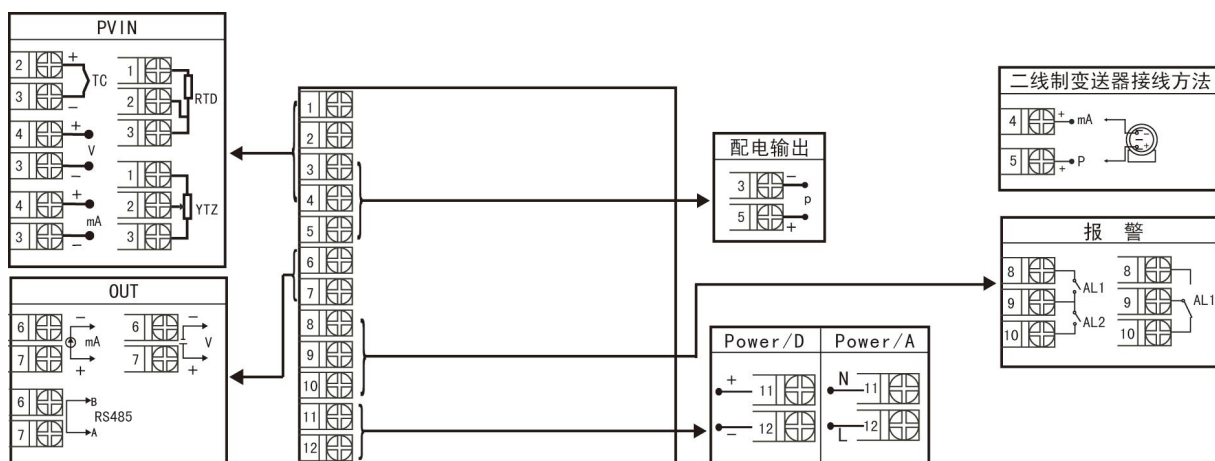 PVIN
2 + TC
3 -
4 + V
3 -
4 + mA
3 -
1
2 RTD
3
1
2 YTZ
3
OUT
6 - mA
7 +
6 - V
7 +
6 B
RS485
7 A
1
2
3
4
5
6
7
8
9
10
11
12
配电输出
3 -
p
5 +
Power/D
+ 11
- 12
Power/A
N 11
L 12
二线制变送器接线方法
4 + mA
5 + P
- +
报 警
8 AL1
9
10 AL2
8
9 AL1
10